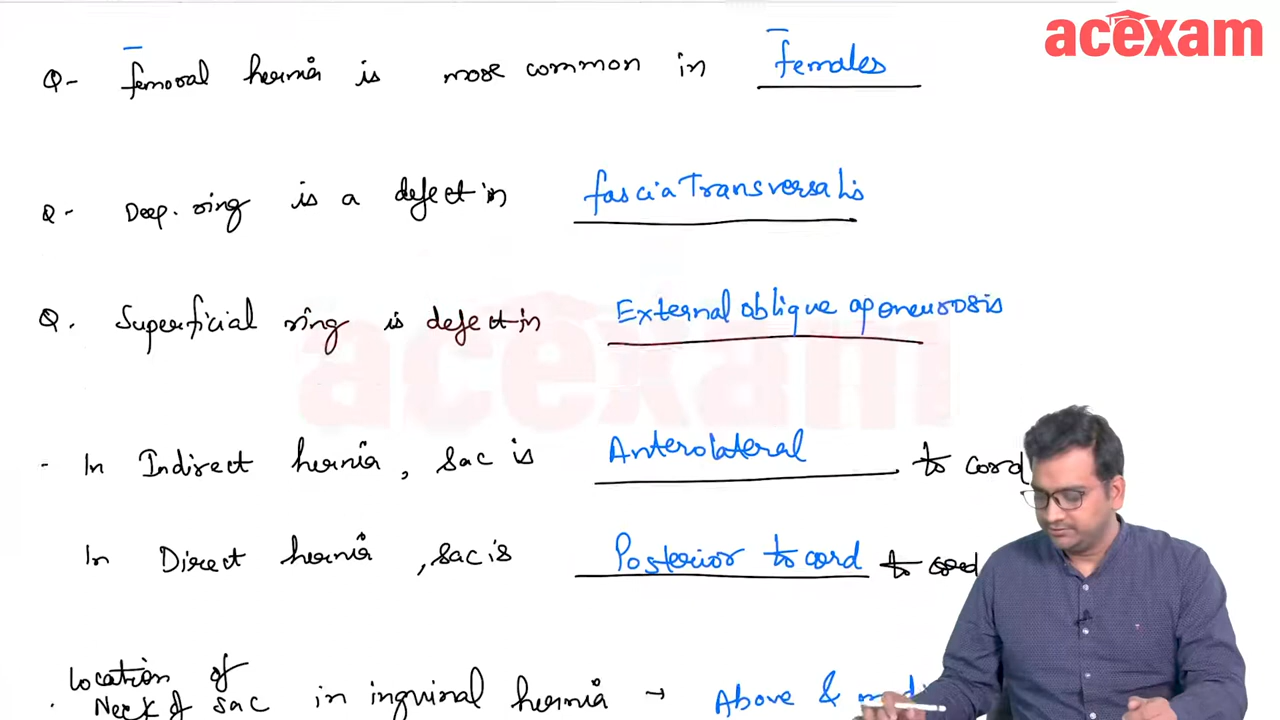 acexam
Q- Femoral hernia is more common in Females
Q- Deep. ring is a defect in fascia Transversalis
Q. Superficial ring is defect in External oblique aponeurosis
acexam
- In Indirect hernia, sac is Anterolateral to cord
In Direct hernia, sac is Posterior to cord to cord
Location of
. Neck of sac in inguinal hernia → Above &